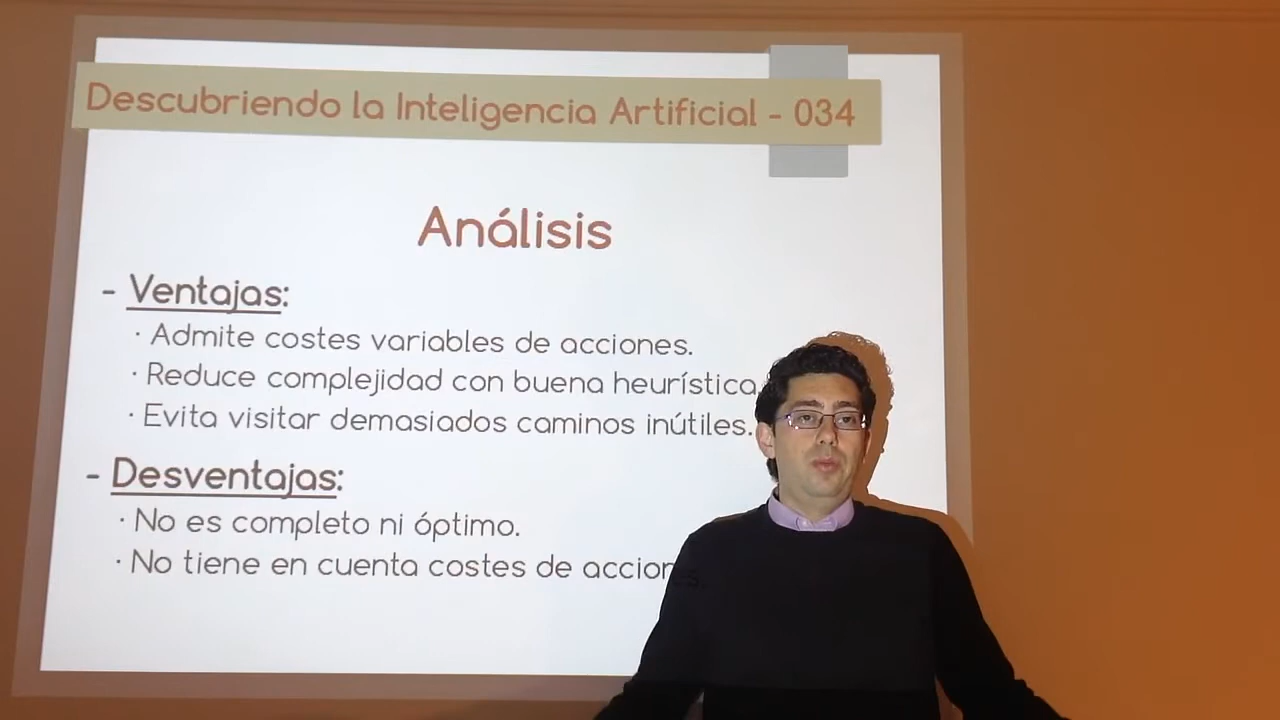 Descubriendo la Inteligencia Artificial - 034
Análisis
- Ventajas:
· Admite costes variables de acciones.
· Reduce complejidad con buena heurística.
· Evita visitar demasiados caminos inútiles.
- Desventajas:
· No es completo ni óptimo.
· No tiene en cuenta costes de acciones.